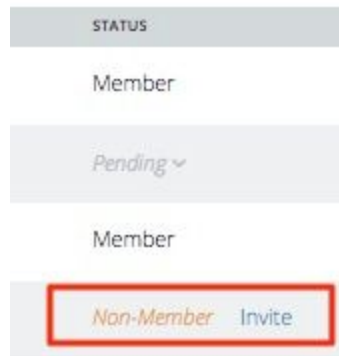 STATUS
Member
Pending
Member
Non-Member Invite